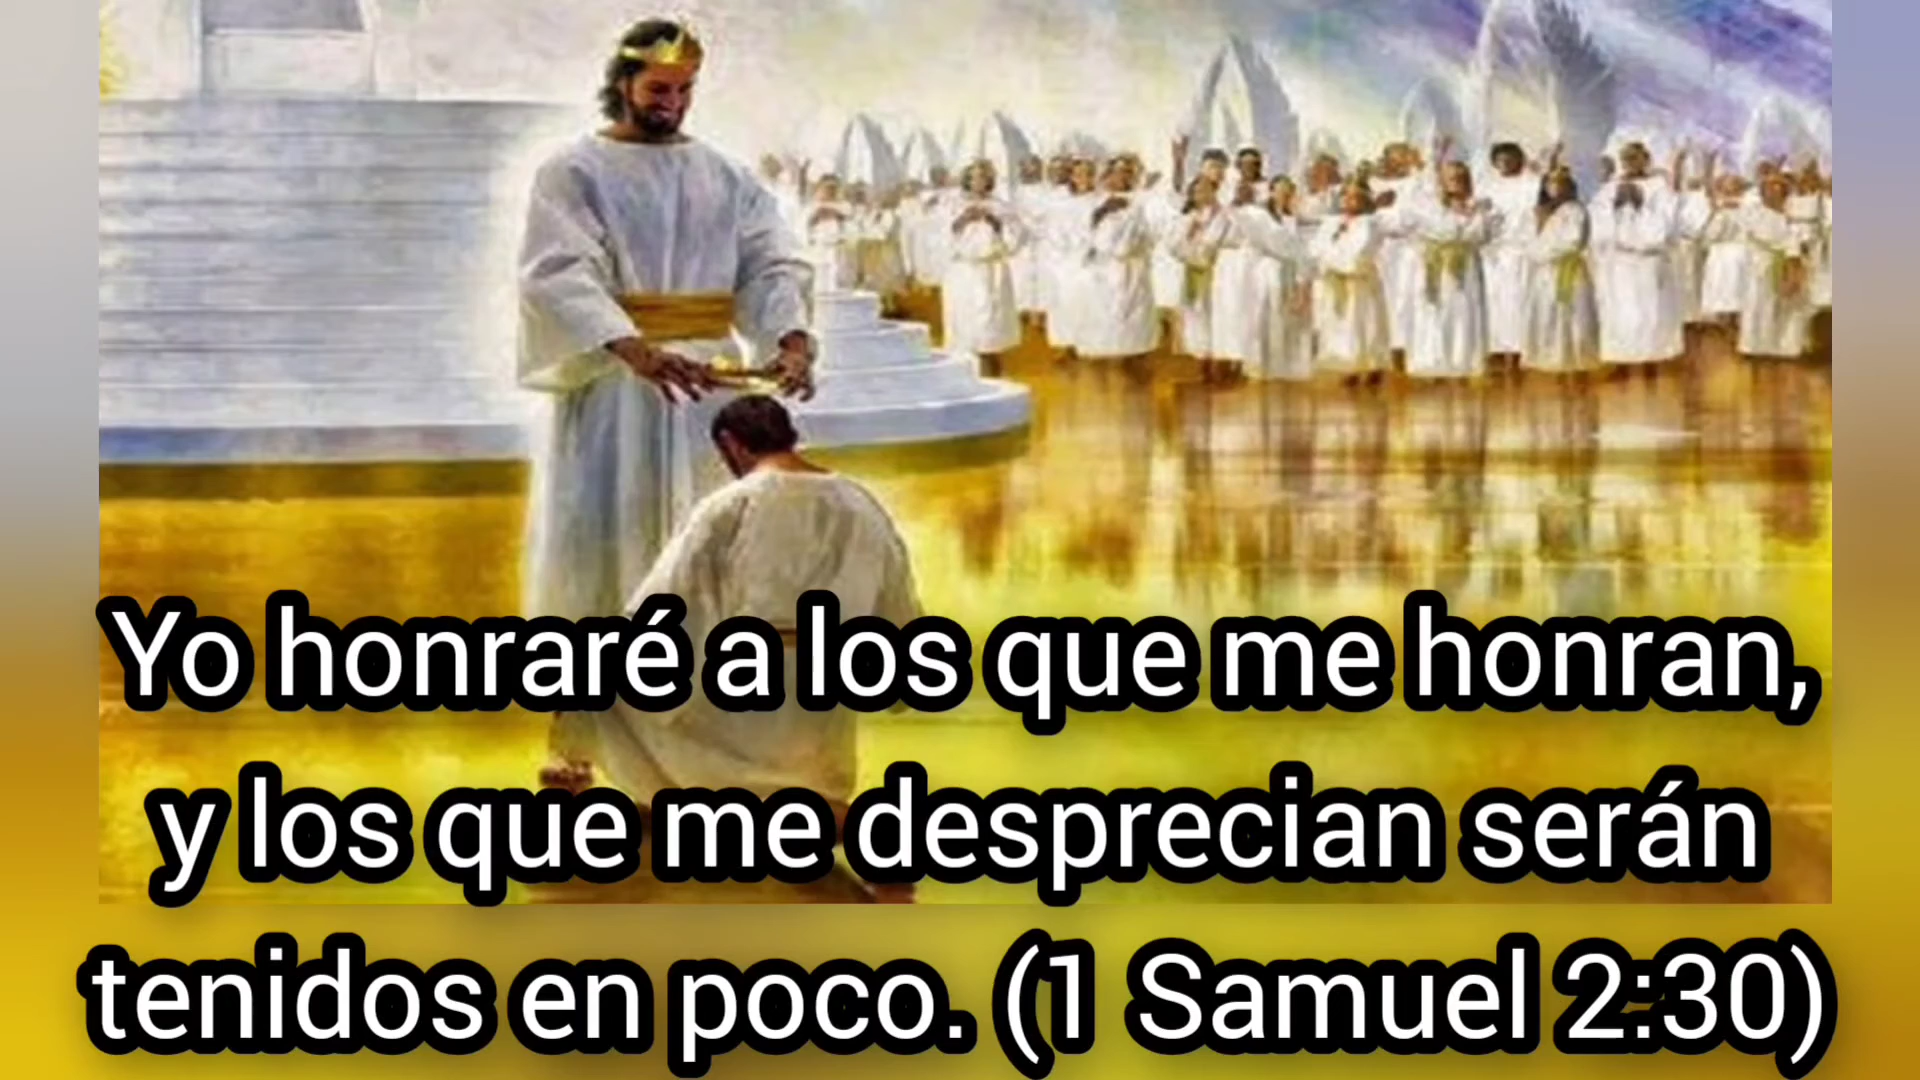 Yo honraré a los que me honran,
y los que me desprecian serán
tenidos en poco. (1 Samuel 2:30)